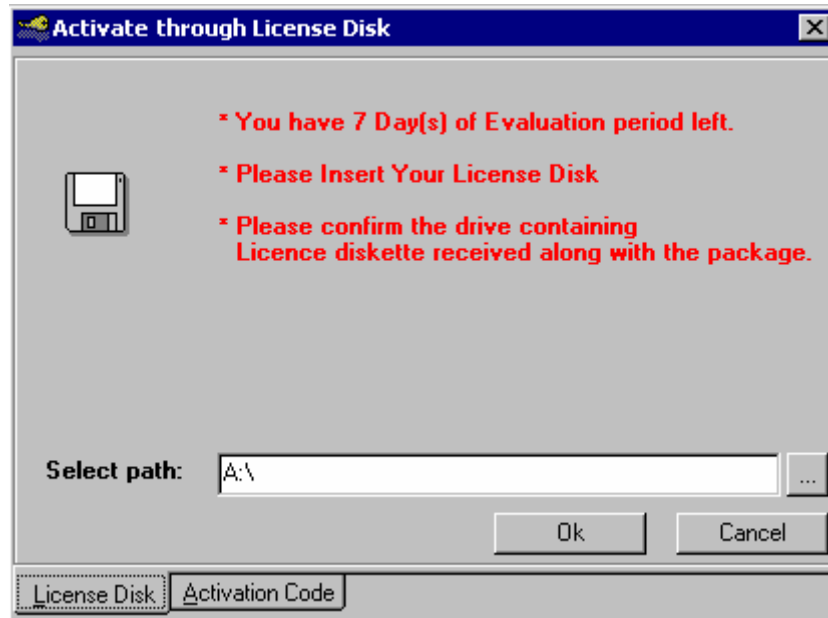 Activate through License Disk
* You have 7 Day(s) of Evaluation period left.
* Please Insert Your License Disk
* Please confirm the drive containing
Licence diskette received along with the package.
Select path: A:\ ...
Ok Cancel
License Disk Activation Code